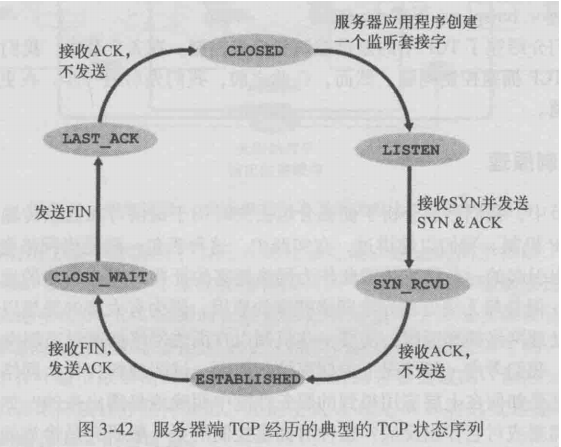 CLOSED
服务器应用程序创建
一个监听套接字
接收ACK，
不发送
LAST_ACK
LISTEN
发送FIN
接收SYN并发送
SYN & ACK
CLOSN_WAIT
SYN_RCVD
接收FIN，
发送ACK
接收ACK，
不发送
ESTABLISHED
图 3-42 服务器端 TCP 经历的典型的 TCP 状态序列